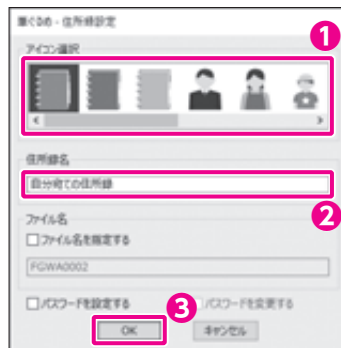 筆ぐるめ - 住所録設定
1
アイコン選択
住所録名
自分宛ての住所録
2
ファイル名
□ファイル名を指定する
FGWA0002
□パスワードを設定する
□パスワードを変更する
3
OK
キャンセル